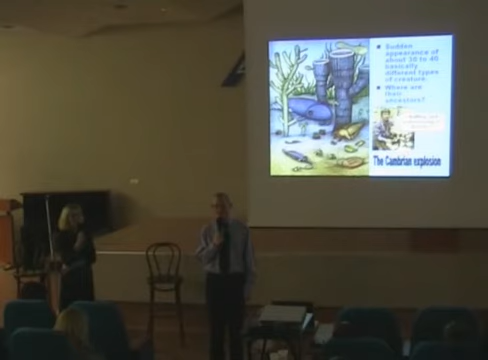 Sudden
appearance of
about 30 to 40
basically
different types
of creature.
Where are
their
ancestors?
The Cambrian explosion